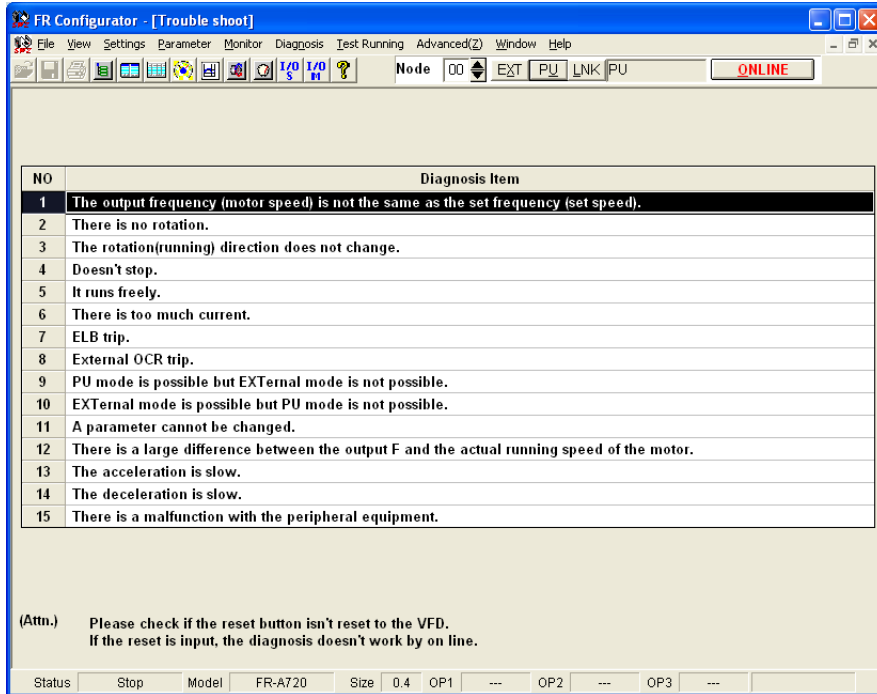 FR Configurator - [Trouble shoot]
File View Settings Parameter Monitor Diagnosis Test Running Advanced(Z) Window Help
I/O S I/O M ? Node 00 EXT PU LNK PU ONLINE
NO Diagnosis Item
1 The output frequency (motor speed) is not the same as the set frequency (set speed).
2 There is no rotation.
3 The rotation(running) direction does not change.
4 Doesn't stop.
5 It runs freely.
6 There is too much current.
7 ELB trip.
8 External OCR trip.
9 PU mode is possible but EXTernal mode is not possible.
10 EXTernal mode is possible but PU mode is not possible.
11 A parameter cannot be changed.
12 There is a large difference between the output F and the actual running speed of the motor.
13 The acceleration is slow.
14 The deceleration is slow.
15 There is a malfunction with the peripheral equipment.
(Attn.) Please check if the reset button isn't reset to the VFD.
If the reset is input, the diagnosis doesn't work by on line.
Status Stop Model FR-A720 Size 0.4 OP1 --- OP2 --- OP3 ---